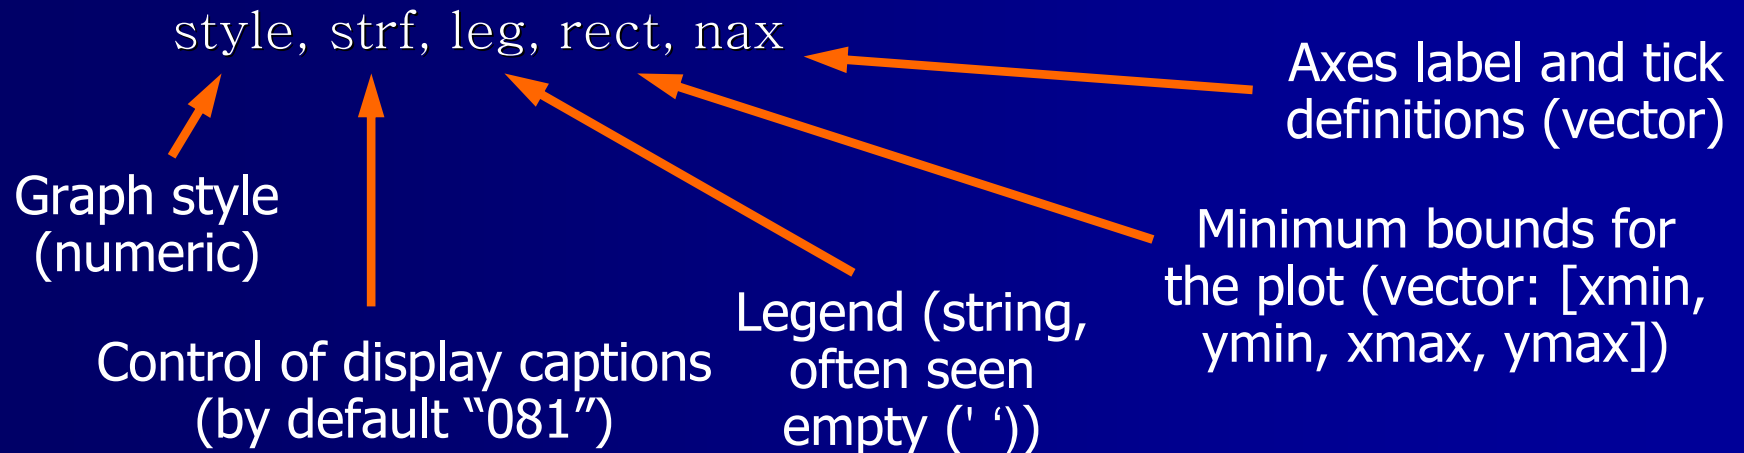 style, strf, leg, rect, nax
Axes label and tick
definitions (vector)
Graph style
(numeric)
Minimum bounds for
the plot (vector: [xmin,
ymin, xmax, ymax])
Legend (string,
often seen
empty (' ‘))
Control of display captions
(by default “081”)